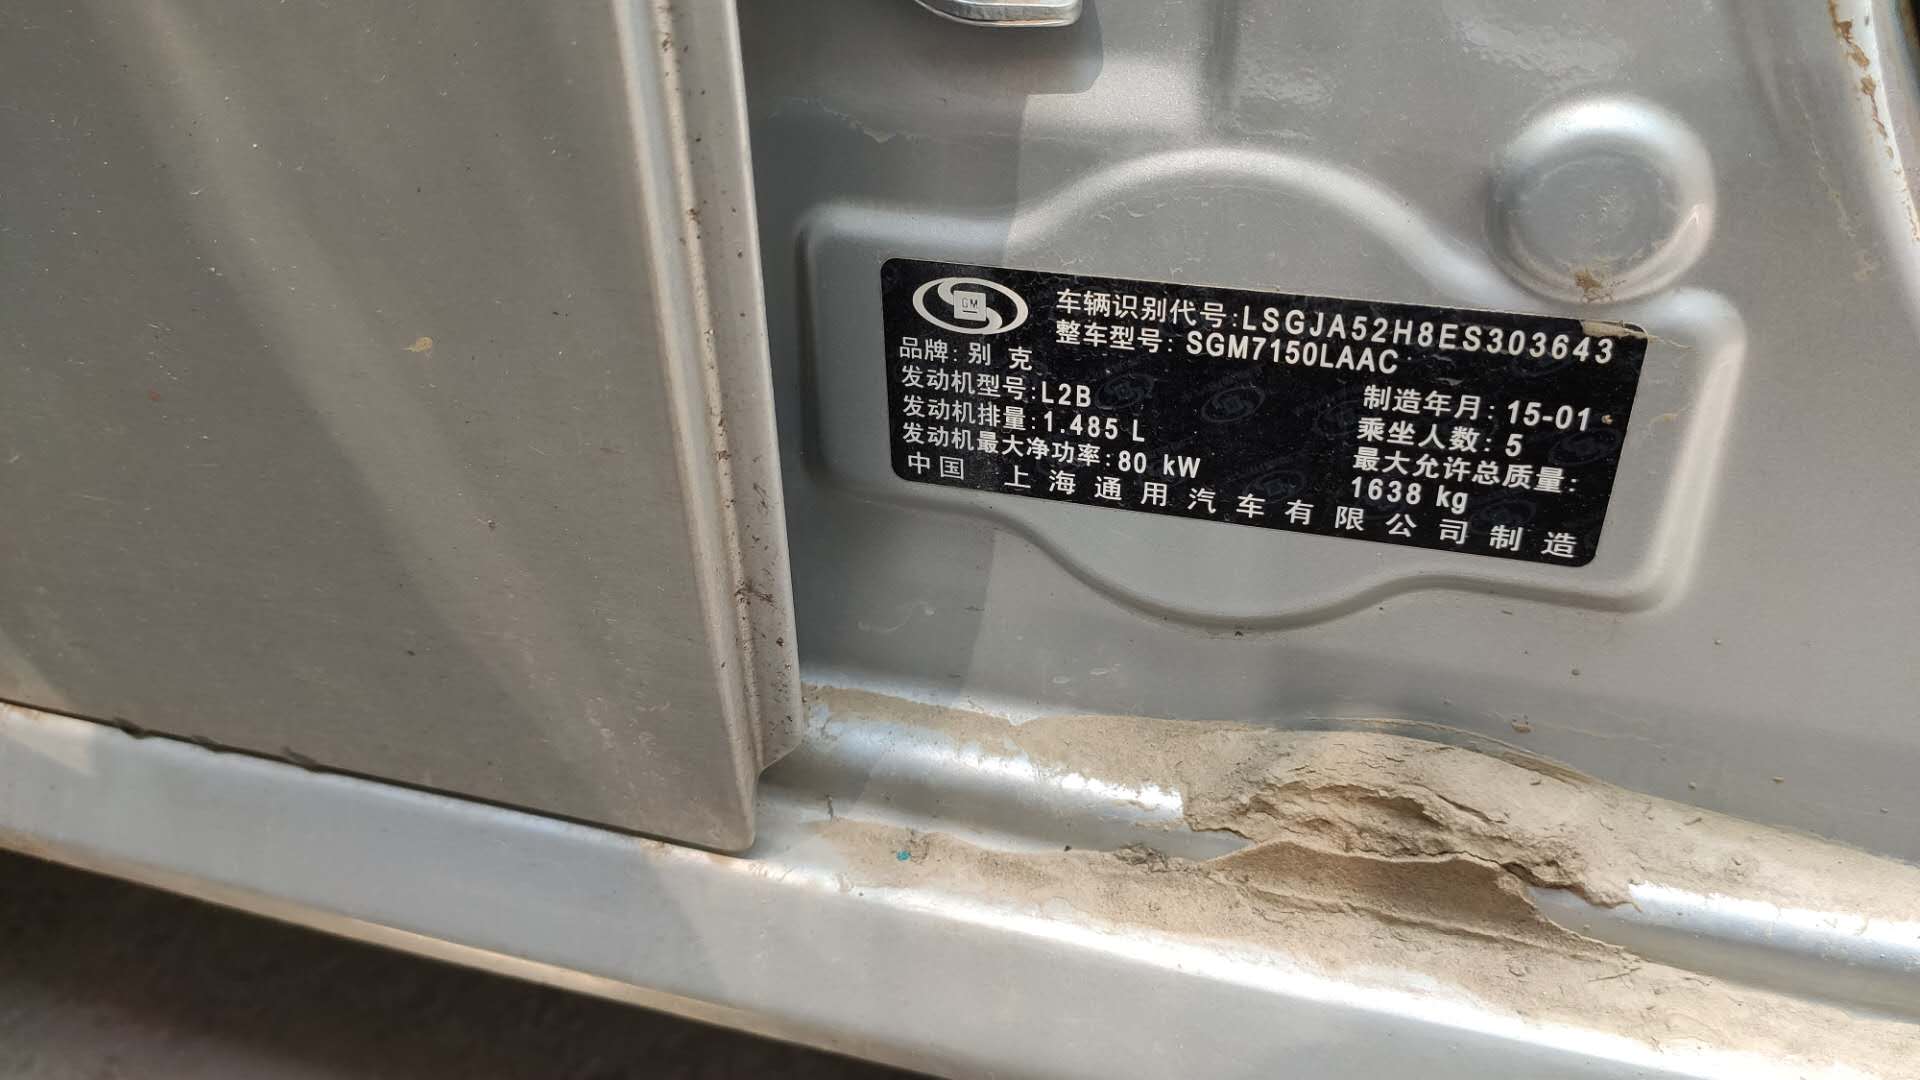 GM
车辆识别代号:LSGJA52H8ES303643
整车型号: SGM7150LAAC
品牌: 别 克
发动机型号:L2B
制造年月: 15-01
发动机排量:1.485 L
乘坐人数: 5
发动机最大净功率:80 kW
最大允许总质量:
1638 kg
中国 上海通用汽车有限公司制造